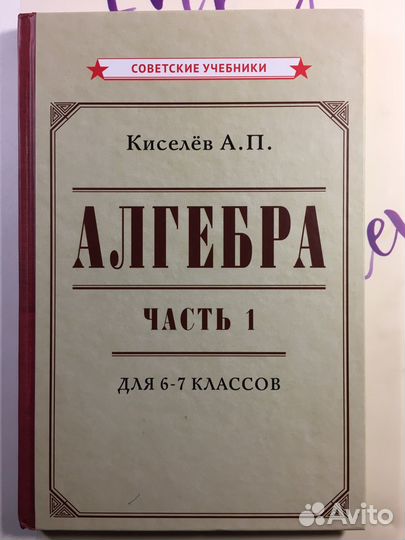 СОВЕТСКИЕ УЧЕБНИКИ
Киселёв А.П.
АЛГЕБРА
ЧАСТЬ 1
ДЛЯ 6-7 КЛАССОВ
Avito